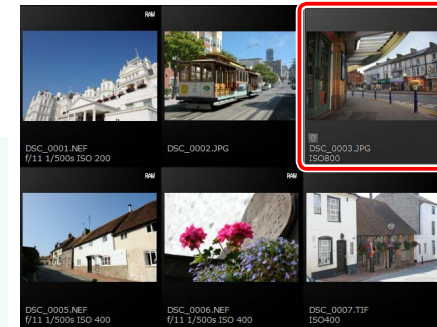 RAW
DSC_0001.NEF
f/11 1/500s ISO 200
DSC_0002.JPG
DSC_0003.JPG
ISO800
RAW
RAW
DSC_0005.NEF
f/11 1/500s ISO 400
DSC_0006.NEF
f/11 1/500s ISO 400
DSC_0007.TIF
ISO400